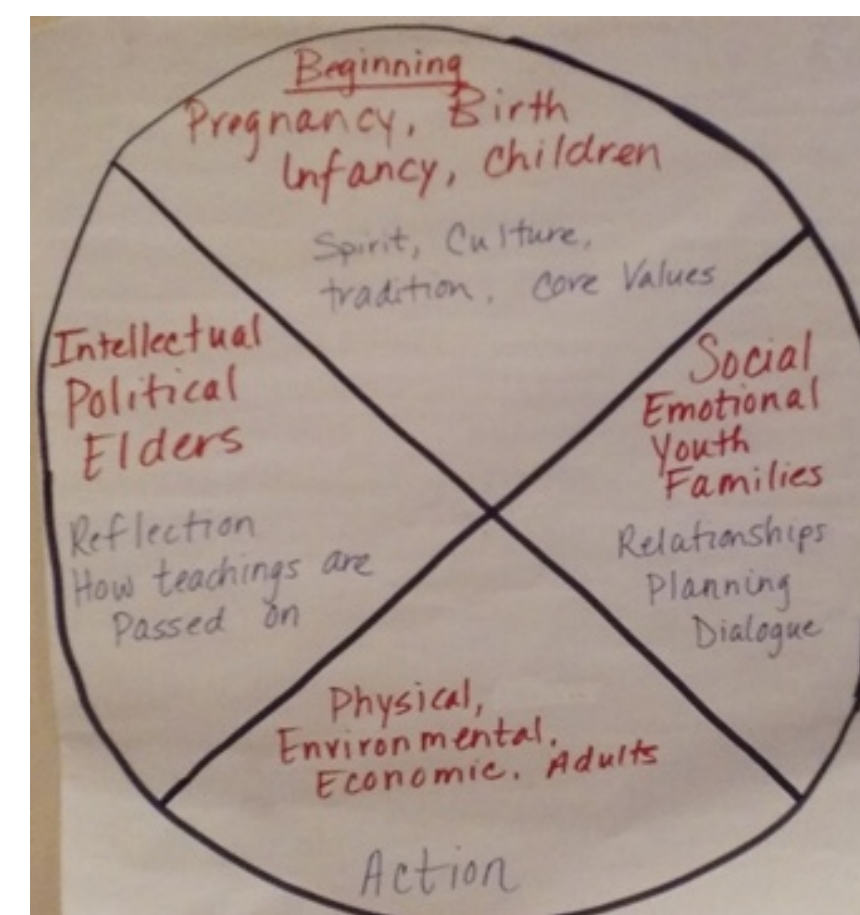 Beginning
Pregnancy, Birth
Infancy, Children
Spirit, Culture,
tradition, Core Values
Intellectual
Political
Elders
Reflection
How teachings are
Passed on
Social
Emotional
Youth
Families
Relationships
Planning
Dialogue
Physical,
Environmental.
Economic. Adults
Action